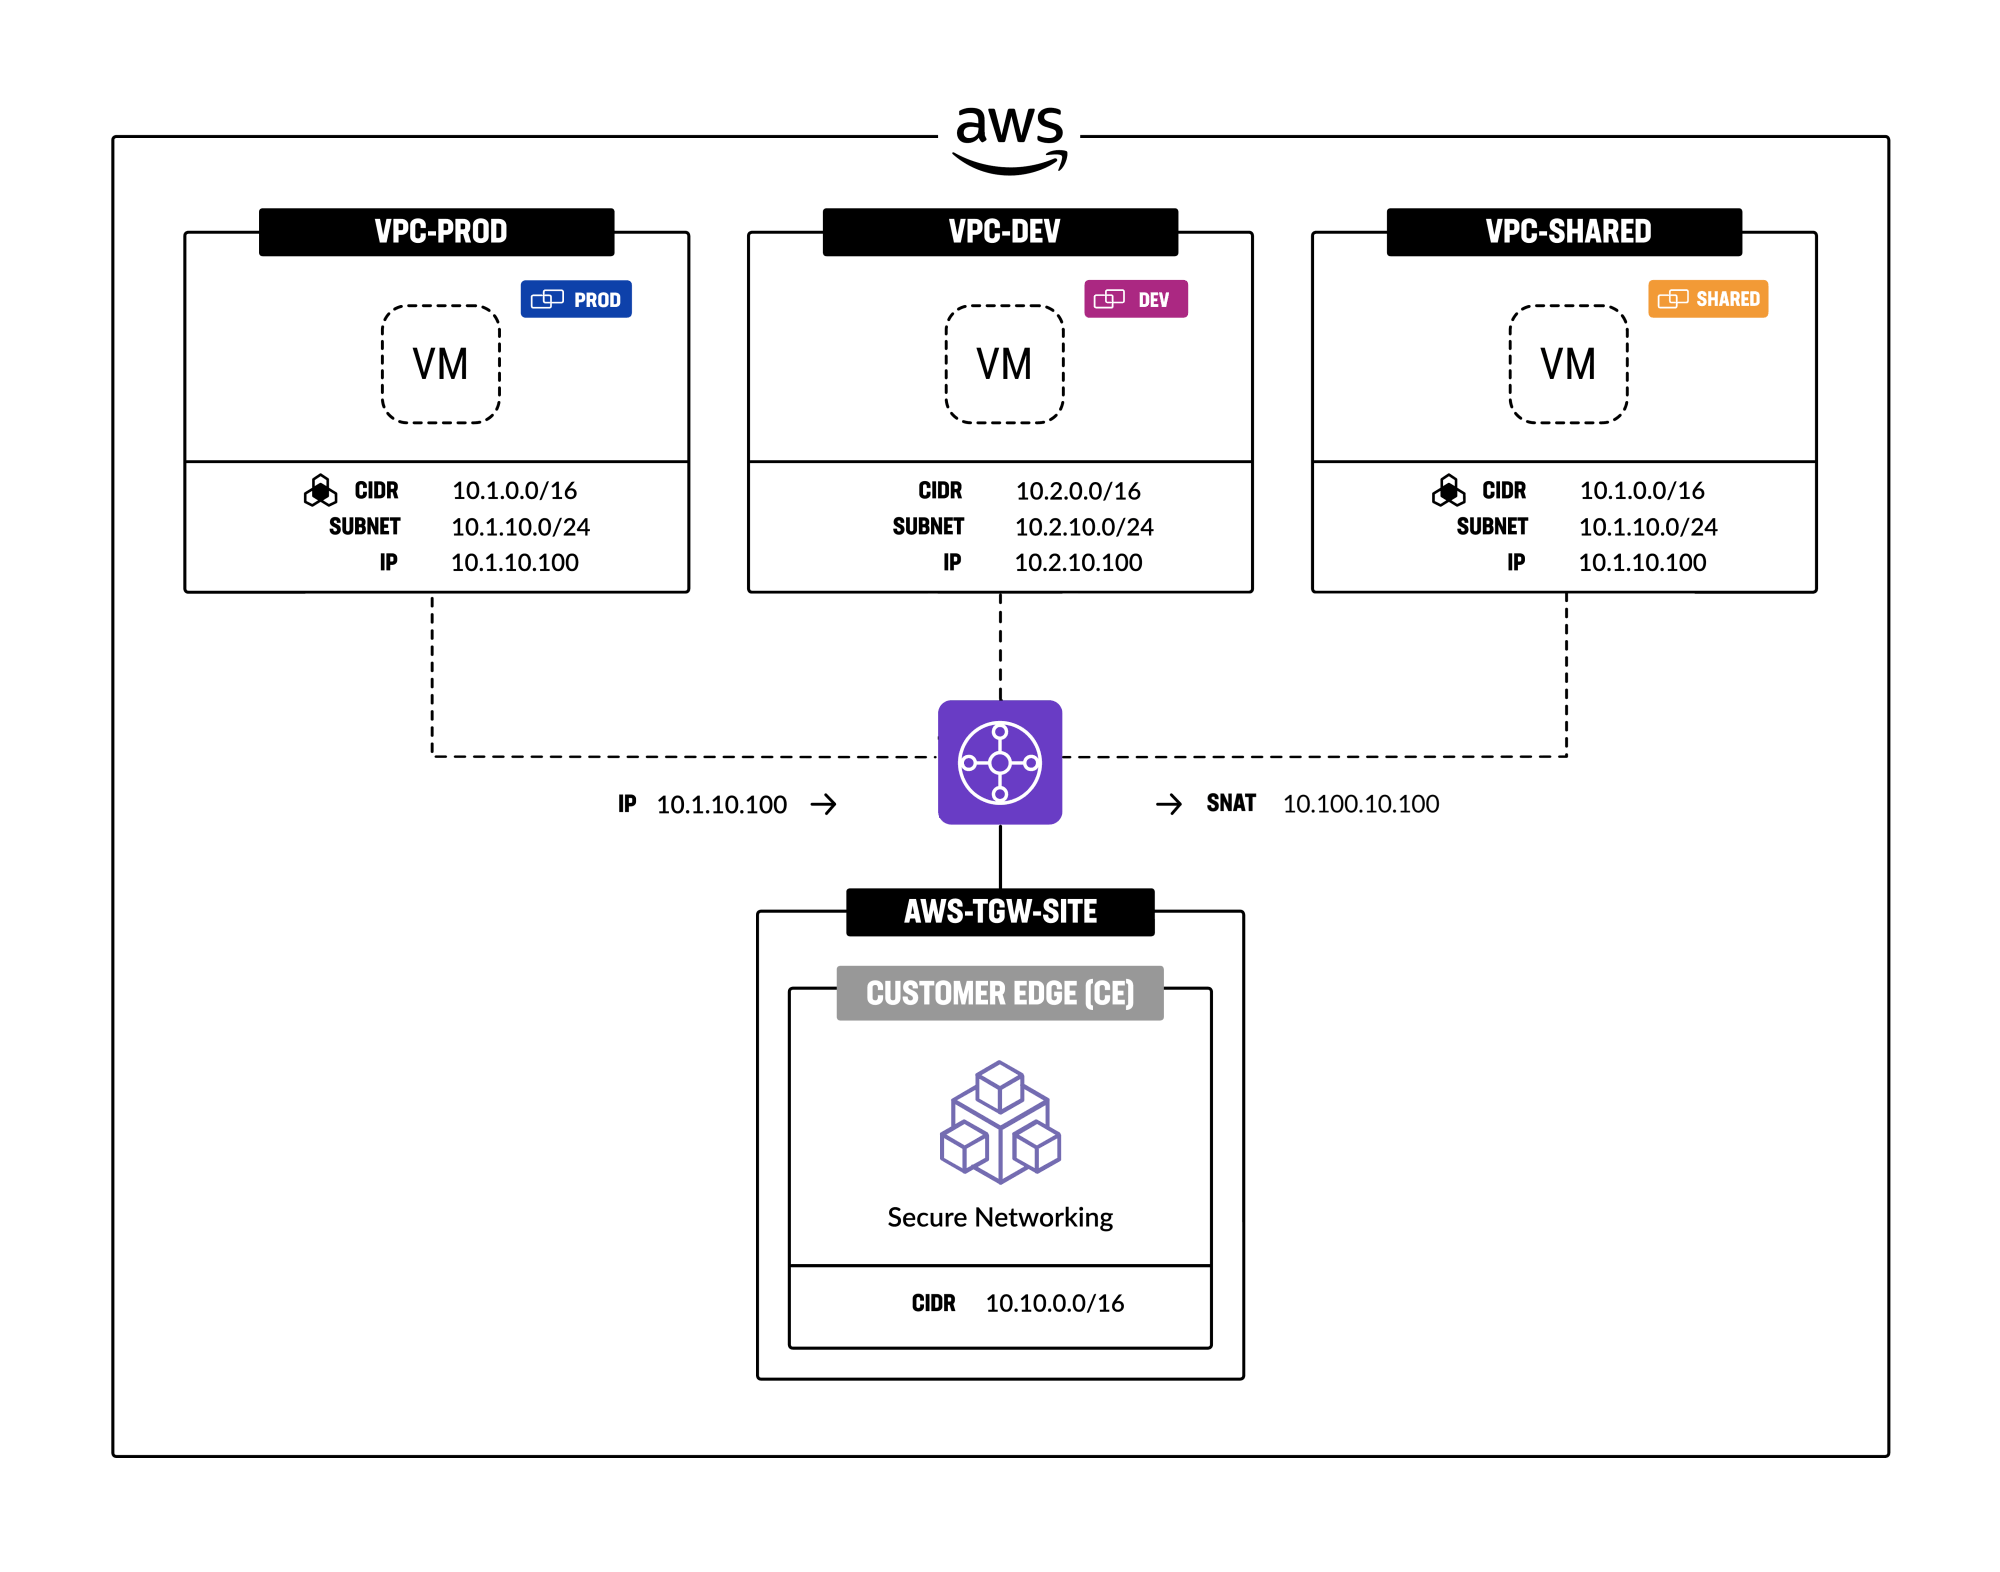 aws
VPC-PROD
PROD
VM
CIDR 10.1.0.0/16
SUBNET 10.1.10.0/24
IP 10.1.10.100
VPC-DEV
DEV
VM
CIDR 10.2.0.0/16
SUBNET 10.2.10.0/24
IP 10.2.10.100
VPC-SHARED
SHARED
VM
CIDR 10.1.0.0/16
SUBNET 10.1.10.0/24
IP 10.1.10.100
IP 10.1.10.100 →
→ SNAT 10.100.10.100
AWS-TGW-SITE
CUSTOMER EDGE (CE)
Secure Networking
CIDR 10.10.0.0/16